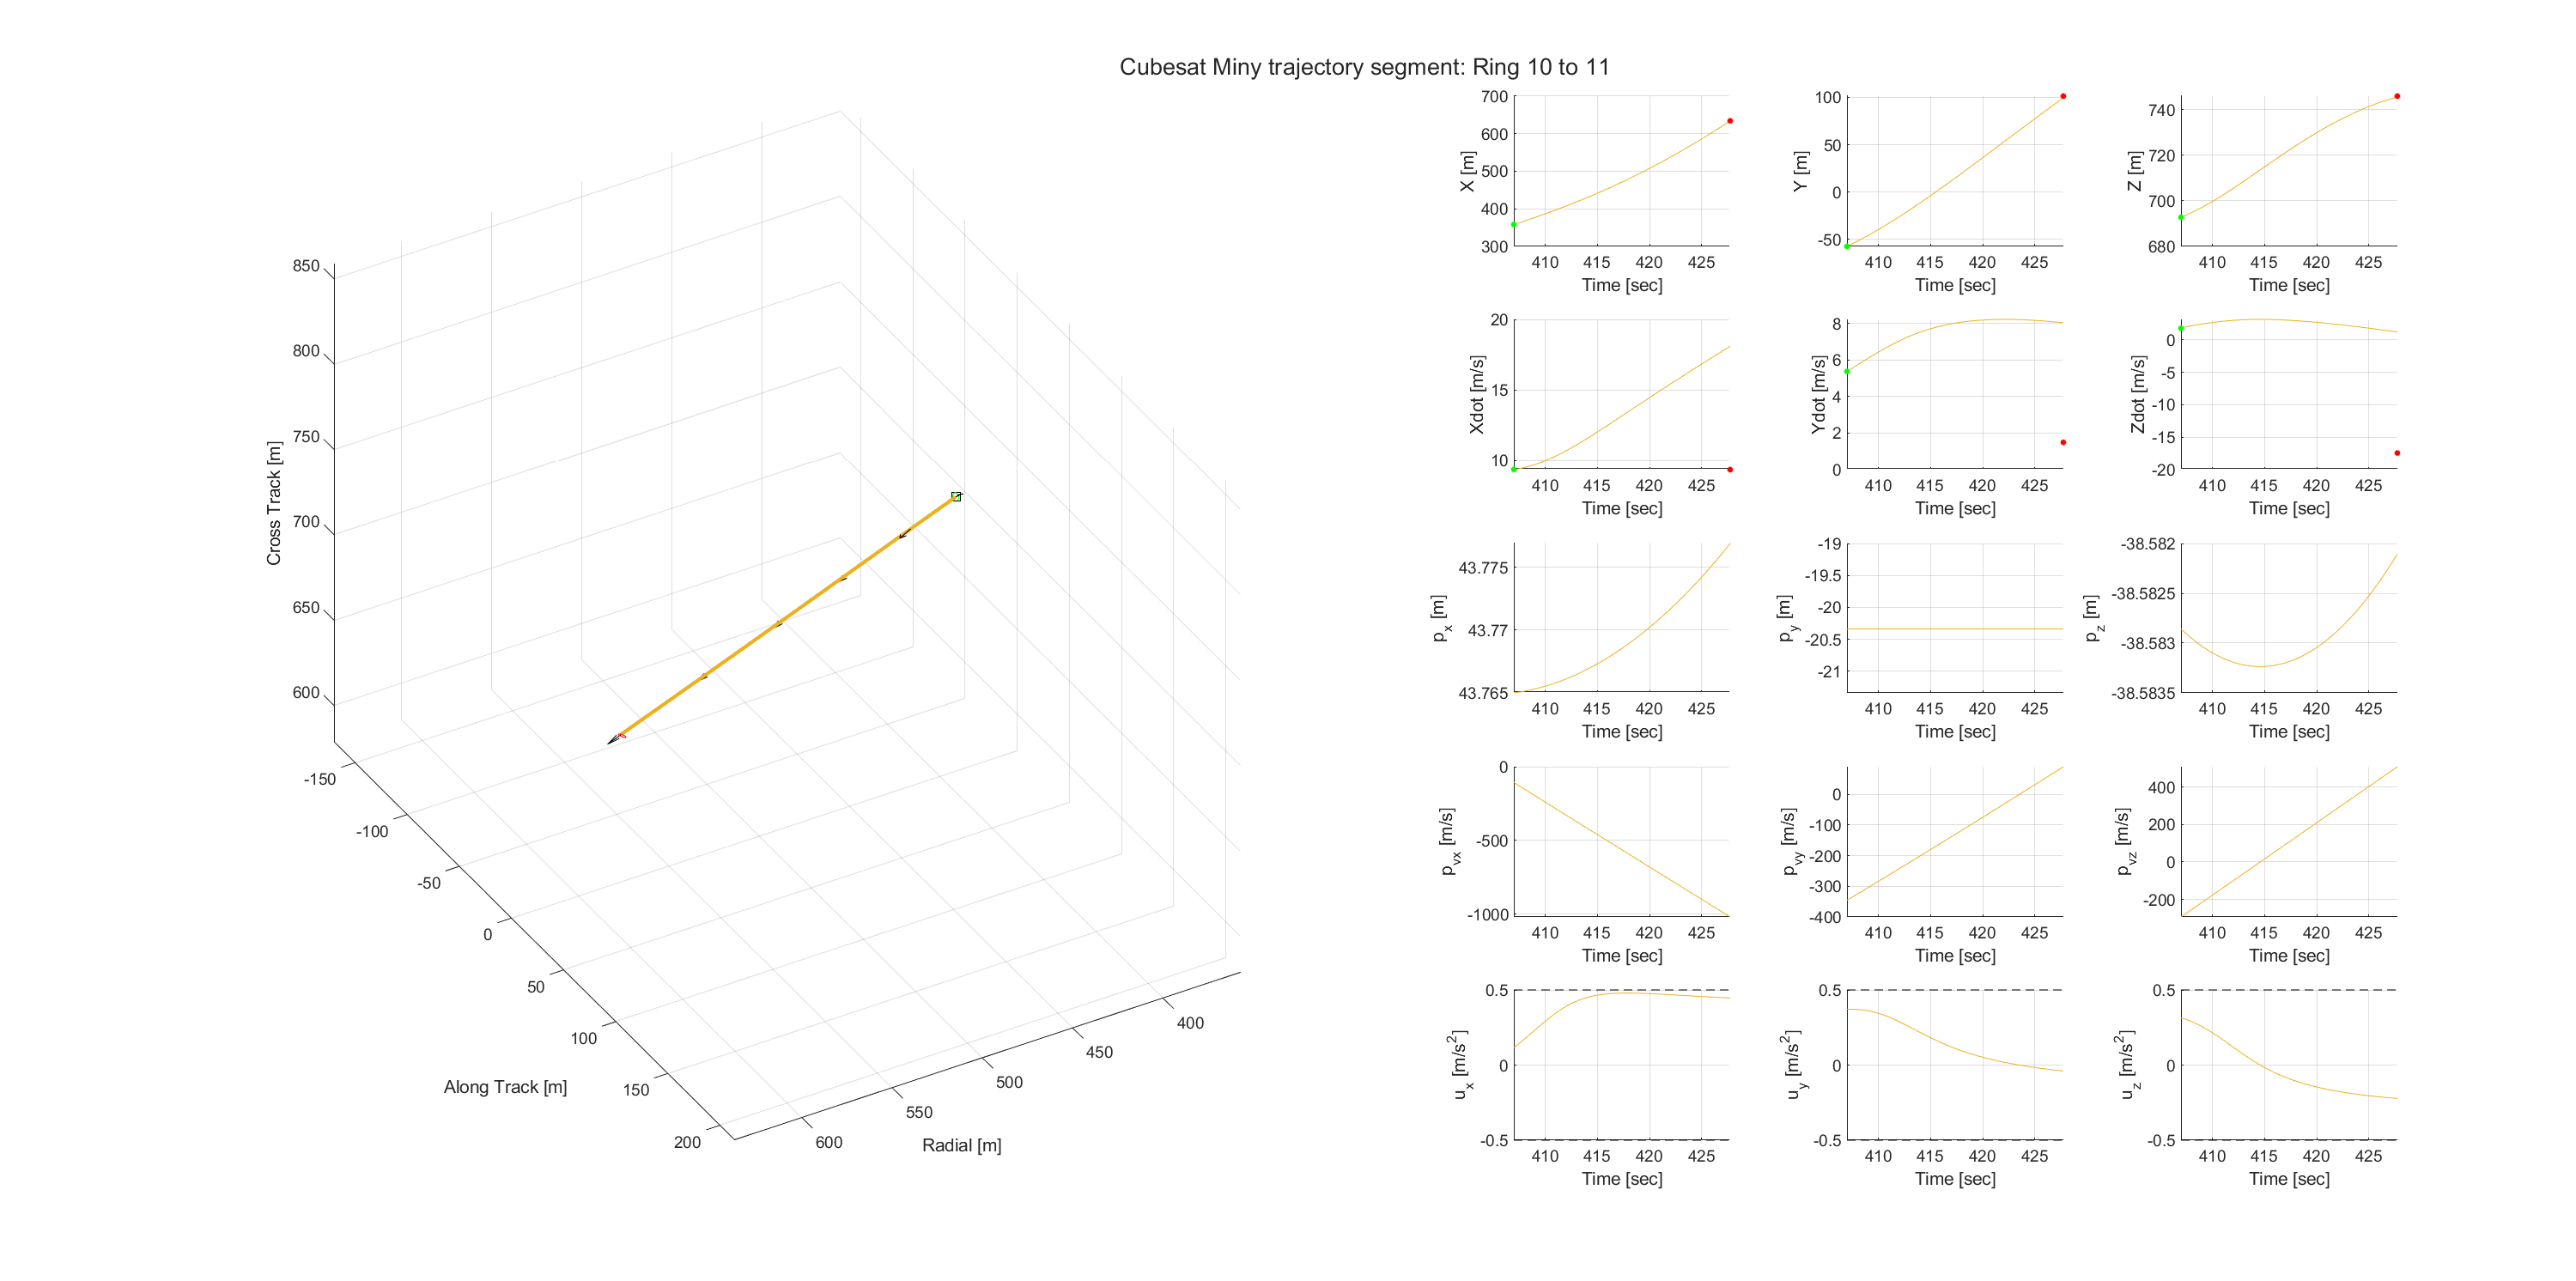 Cubesat Miny trajectory segment: Ring 10 to 11
850
800
750
700
650
600
Cross Track [m]
-150
-100
-50
0
50
100
150
200
Along Track [m]
600
550
500
450
400
Radial [m]
700
600
500
400
300
X [m]
410 415 420 425
Time [sec]
100
50
0
-50
Y [m]
410 415 420 425
Time [sec]
740
720
700
680
Z [m]
410 415 420 425
Time [sec]
20
15
10
Xdot [m/s]
410 415 420 425
Time [sec]
8
6
4
2
0
Ydot [m/s]
410 415 420 425
Time [sec]
0
-5
-10
-15
-20
Zdot [m/s]
410 415 420 425
Time [sec]
43.775
43.77
43.765
p_x [m]
410 415 420 425
Time [sec]
-19
-19.5
-20
-20.5
-21
p_y [m]
410 415 420 425
Time [sec]
-38.582
-38.5825
-38.583
-38.5835
p_z [m]
410 415 420 425
Time [sec]
0
-500
-1000
p_vx [m/s]
410 415 420 425
Time [sec]
0
-100
-200
-300
-400
p_vy [m/s]
410 415 420 425
Time [sec]
400
200
0
-200
p_vz [m/s]
410 415 420 425
Time [sec]
0.5
0
-0.5
u_x [m/s²]
410 415 420 425
Time [sec]
0.5
0
-0.5
u_y [m/s²]
410 415 420 425
Time [sec]
0.5
0
-0.5
u_z [m/s²]
410 415 420 425
Time [sec]